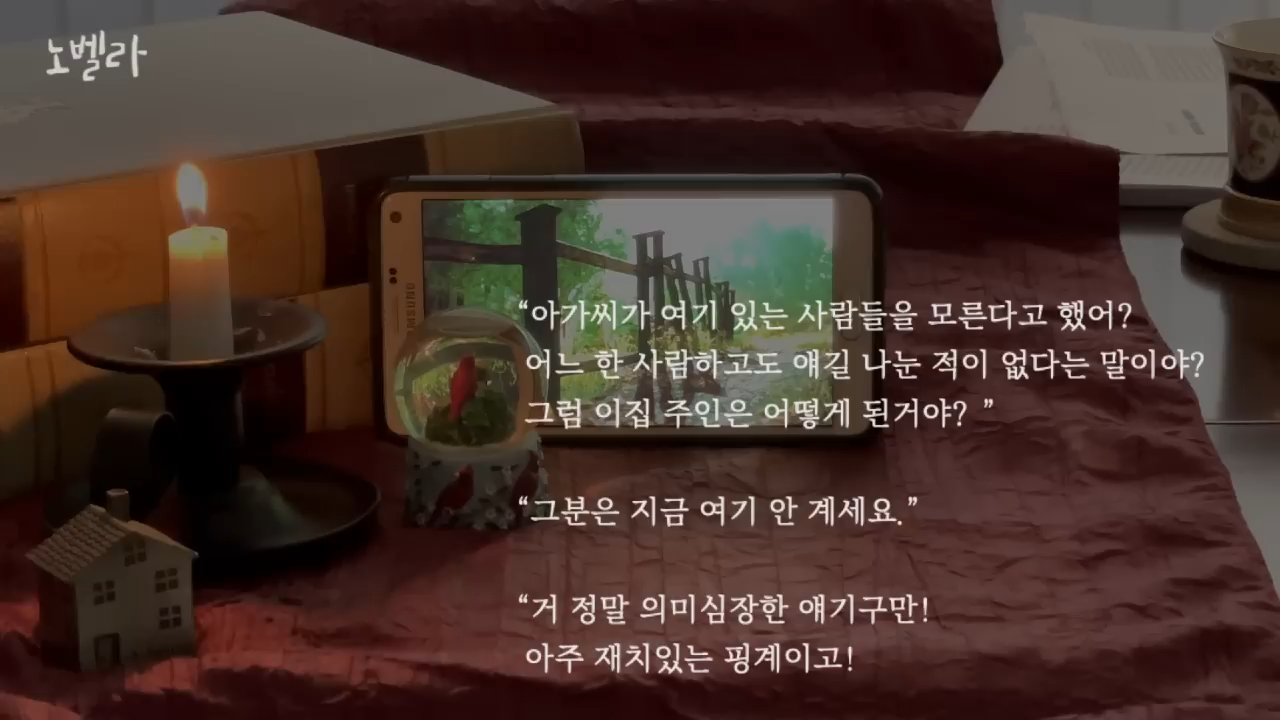 노벨라
“아가씨가 여기 있는 사람들을 모른다고 했어?
어느 한 사람하고도 얘길 나눈 적이 없다는 말이야?
그럼 이집 주인은 어떻게 된거야? ”
“그분은 지금 여기 안 계세요.”
“거 정말 의미심장한 얘기구만!
아주 재치있는 핑계이고!
SAMSUNG